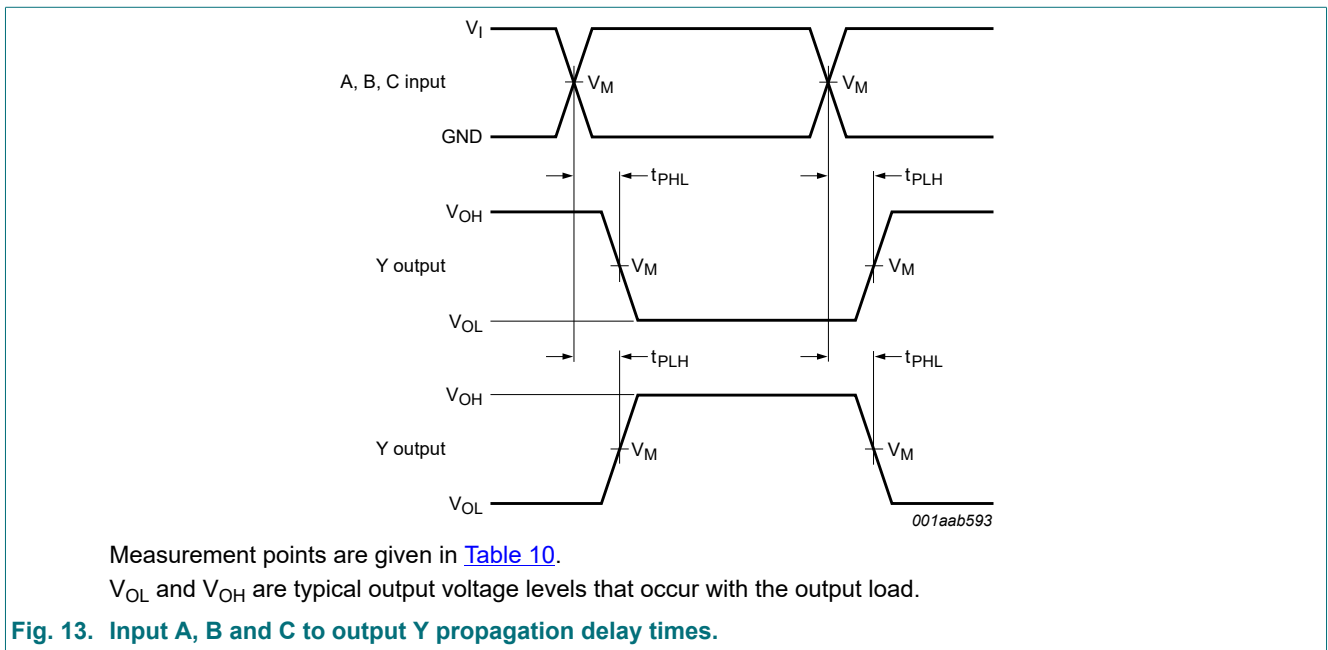 VI
A, B, C input
VM
VM
GND
tPHL
tPLH
VOH
Y output
VM
VM
VOL
tPLH
tPHL
VOH
Y output
VM
VM
VOL
001aab593
Measurement points are given in Table 10.
VOL and VOH are typical output voltage levels that occur with the output load.
Fig. 13. Input A, B and C to output Y propagation delay times.